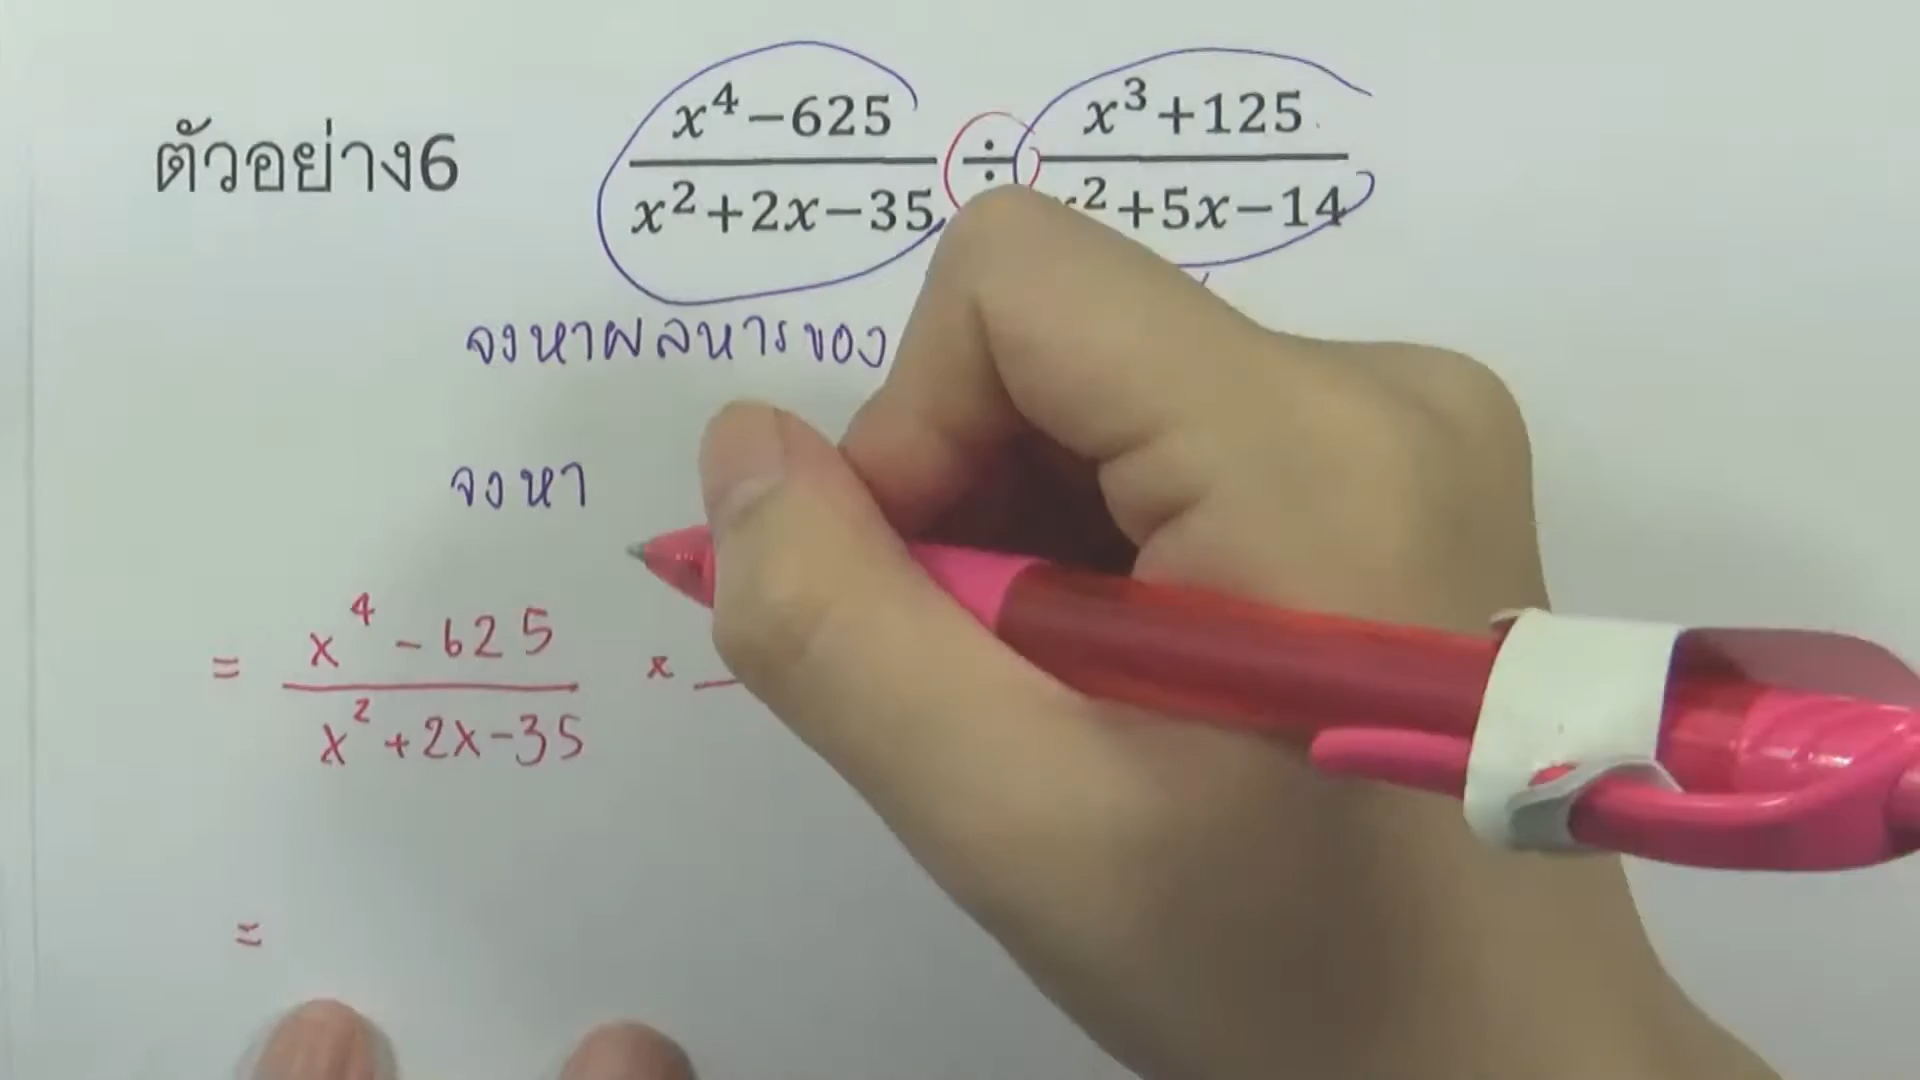 ตัวอย่าง6 x⁴−625 / x²+2x−35 ÷ x³+125 / x²+5x−14
จงหาผลหารของ
จงหา
= x⁴ - 625 / x² + 2x - 35 ×
=